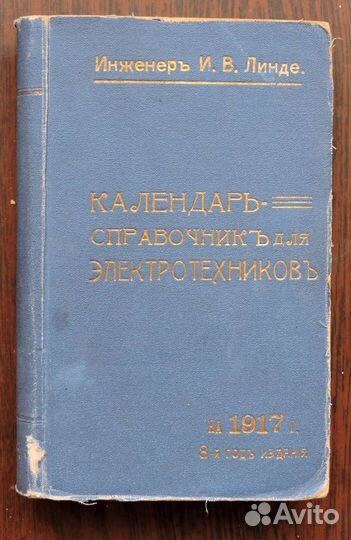 Инженеръ И. В. Линде.
КАЛЕНДАРЬ-
СПРАВОЧНИКЪ для
ЭЛЕКТРОТЕХНИКОВЪ
на 1917 г.
8-й годъ изданія
Avito